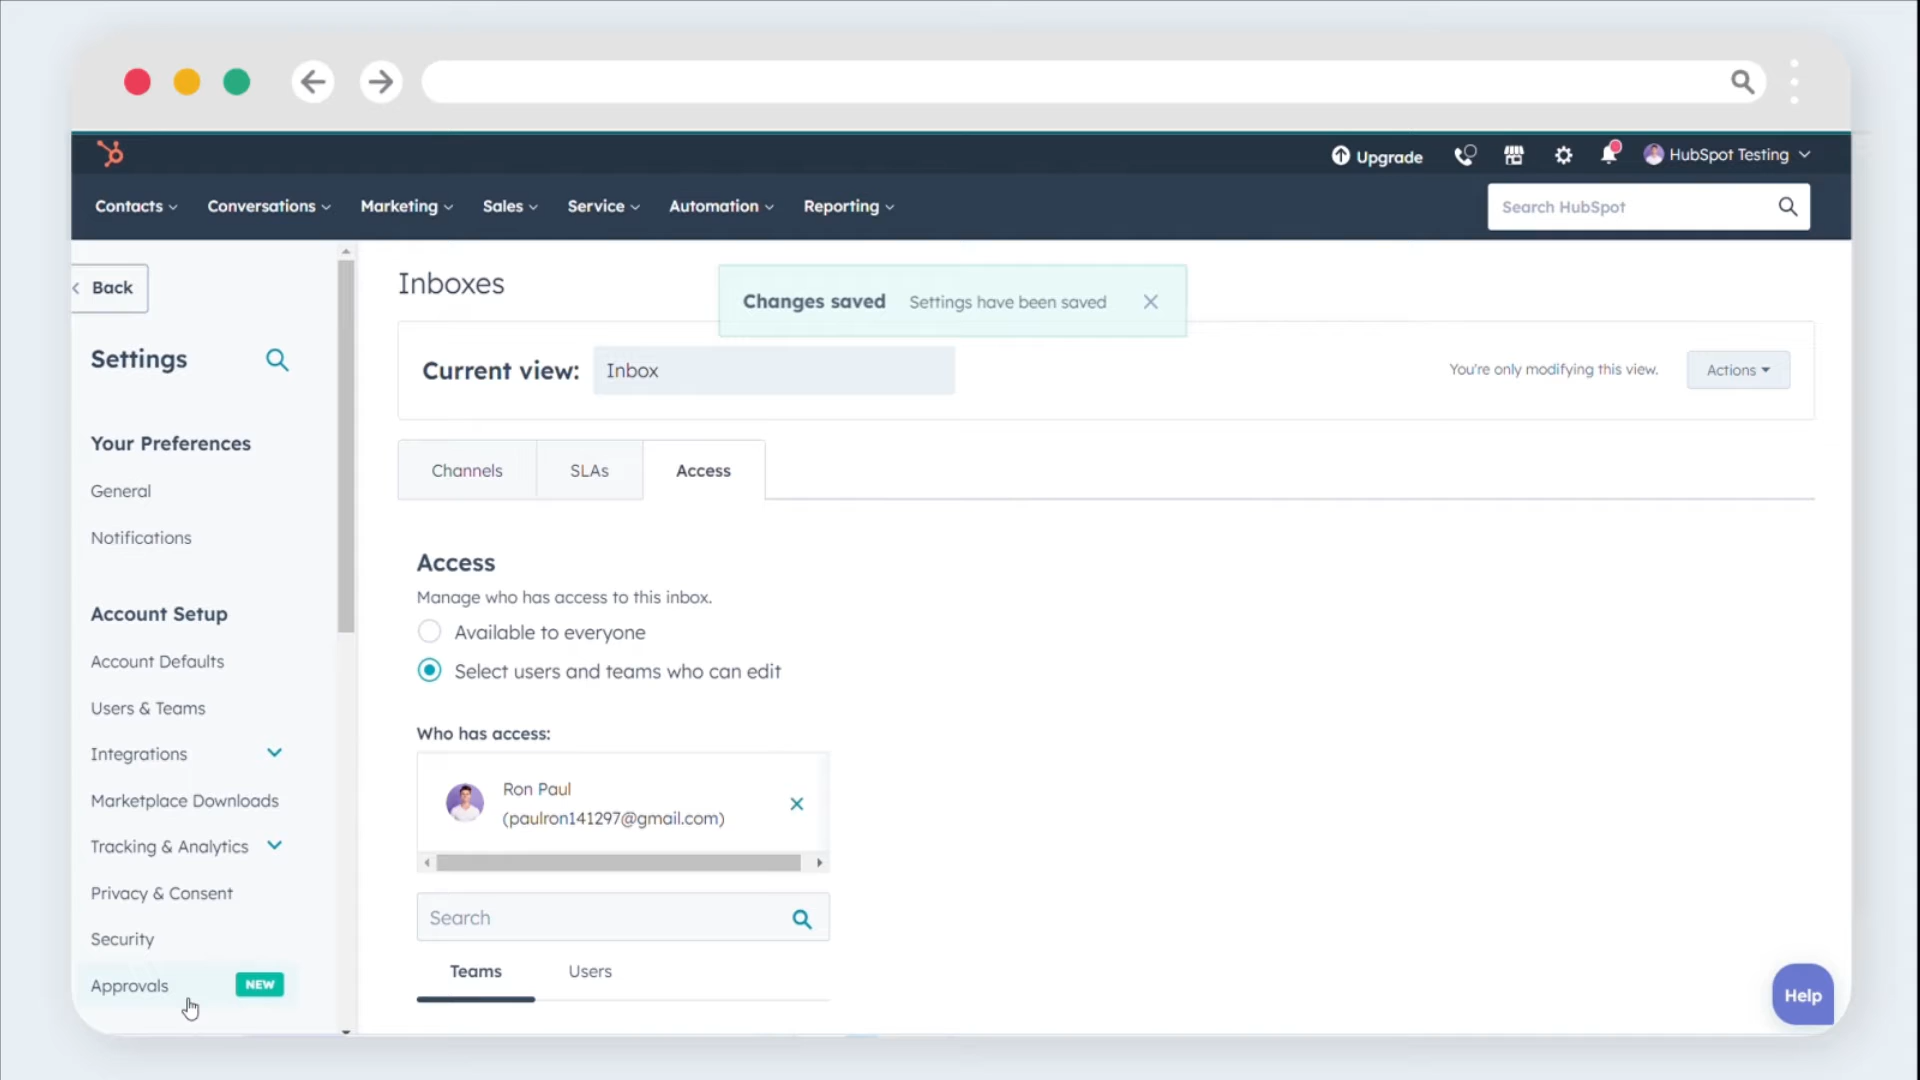 Upgrade
HubSpot Testing
Contacts
Conversations
Marketing
Sales
Service
Automation
Reporting
Search HubSpot
Back
Settings
Your Preferences
General
Notifications
Account Setup
Account Defaults
Users & Teams
Integrations
Marketplace Downloads
Tracking & Analytics
Privacy & Consent
Security
Approvals NEW
Inboxes
Changes saved Settings have been saved
Current view: Inbox
You're only modifying this view.
Actions
Channels
SLAs
Access
Access
Manage who has access to this inbox.
Available to everyone
Select users and teams who can edit
Who has access:
Ron Paul
(paulron141297@gmail.com)
Search
Teams
Users
Help